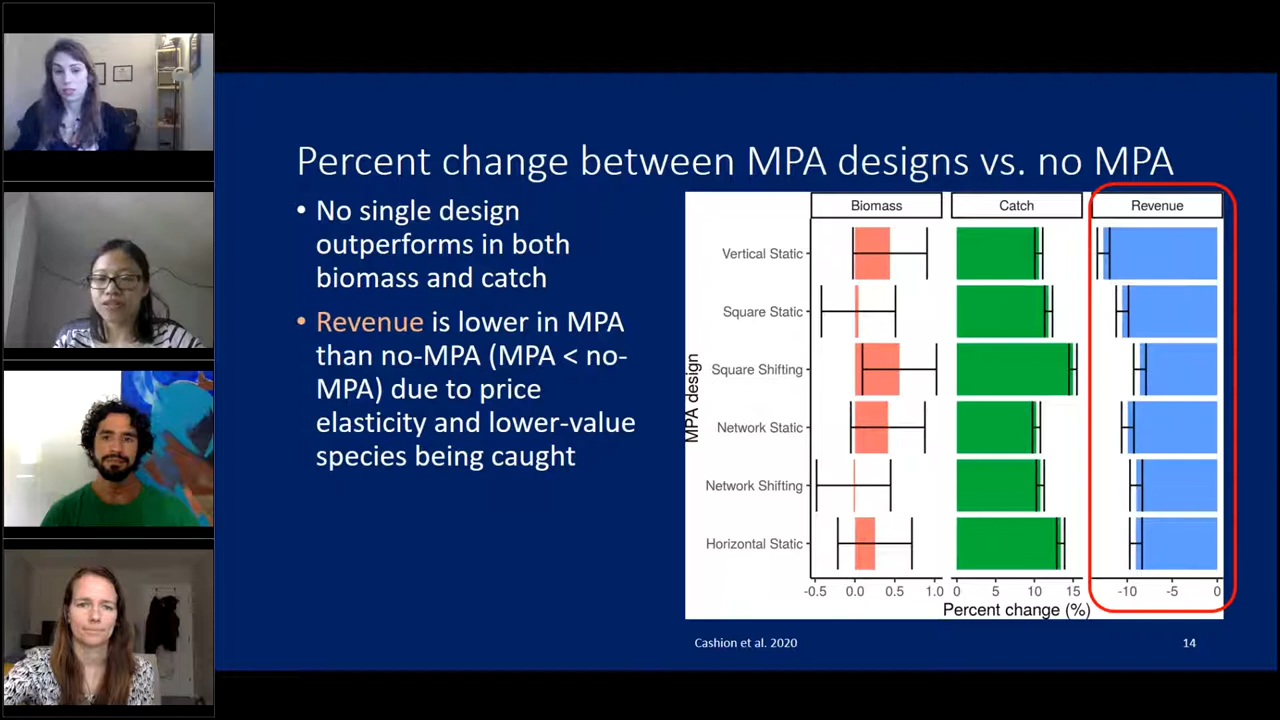 Percent change between MPA designs vs. no MPA
• No single design
outperforms in both
biomass and catch
• Revenue is lower in MPA
than no-MPA (MPA < no-
MPA) due to price
elasticity and lower-value
species being caught
Biomass
Catch
Revenue
MPA design
Vertical Static
Square Static
Square Shifting
Network Static
Network Shifting
Horizontal Static
-0.5 0.0 0.5 1.0
0 5 10 15
-10 -5 0
Percent change (%)
Cashion et al. 2020
14